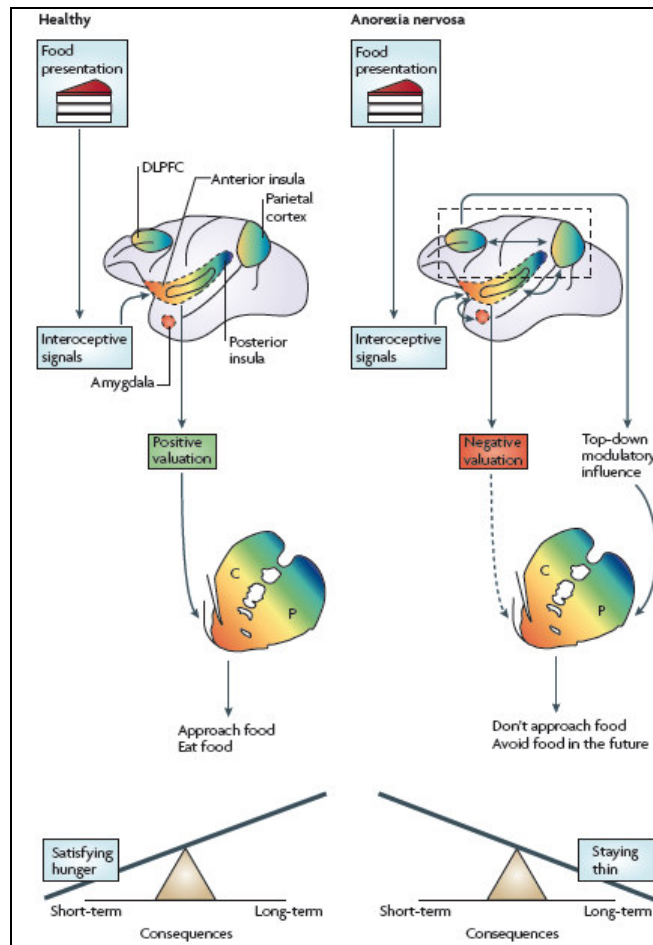 Healthy
Food
presentation
DLPFC
Anterior insula
Parietal
cortex
Interoceptive
signals
Posterior
insula
Amygdala
Positive
valuation
C
P
Approach food
Eat food
Satisfying
hunger
Short-term
Long-term
Consequences
Anorexia nervosa
Food
presentation
Interoceptive
signals
Negative
valuation
Top-down
modulatory
influence
C
P
Don't approach food
Avoid food in the future
Staying
thin
Short-term
Long-term
Consequences